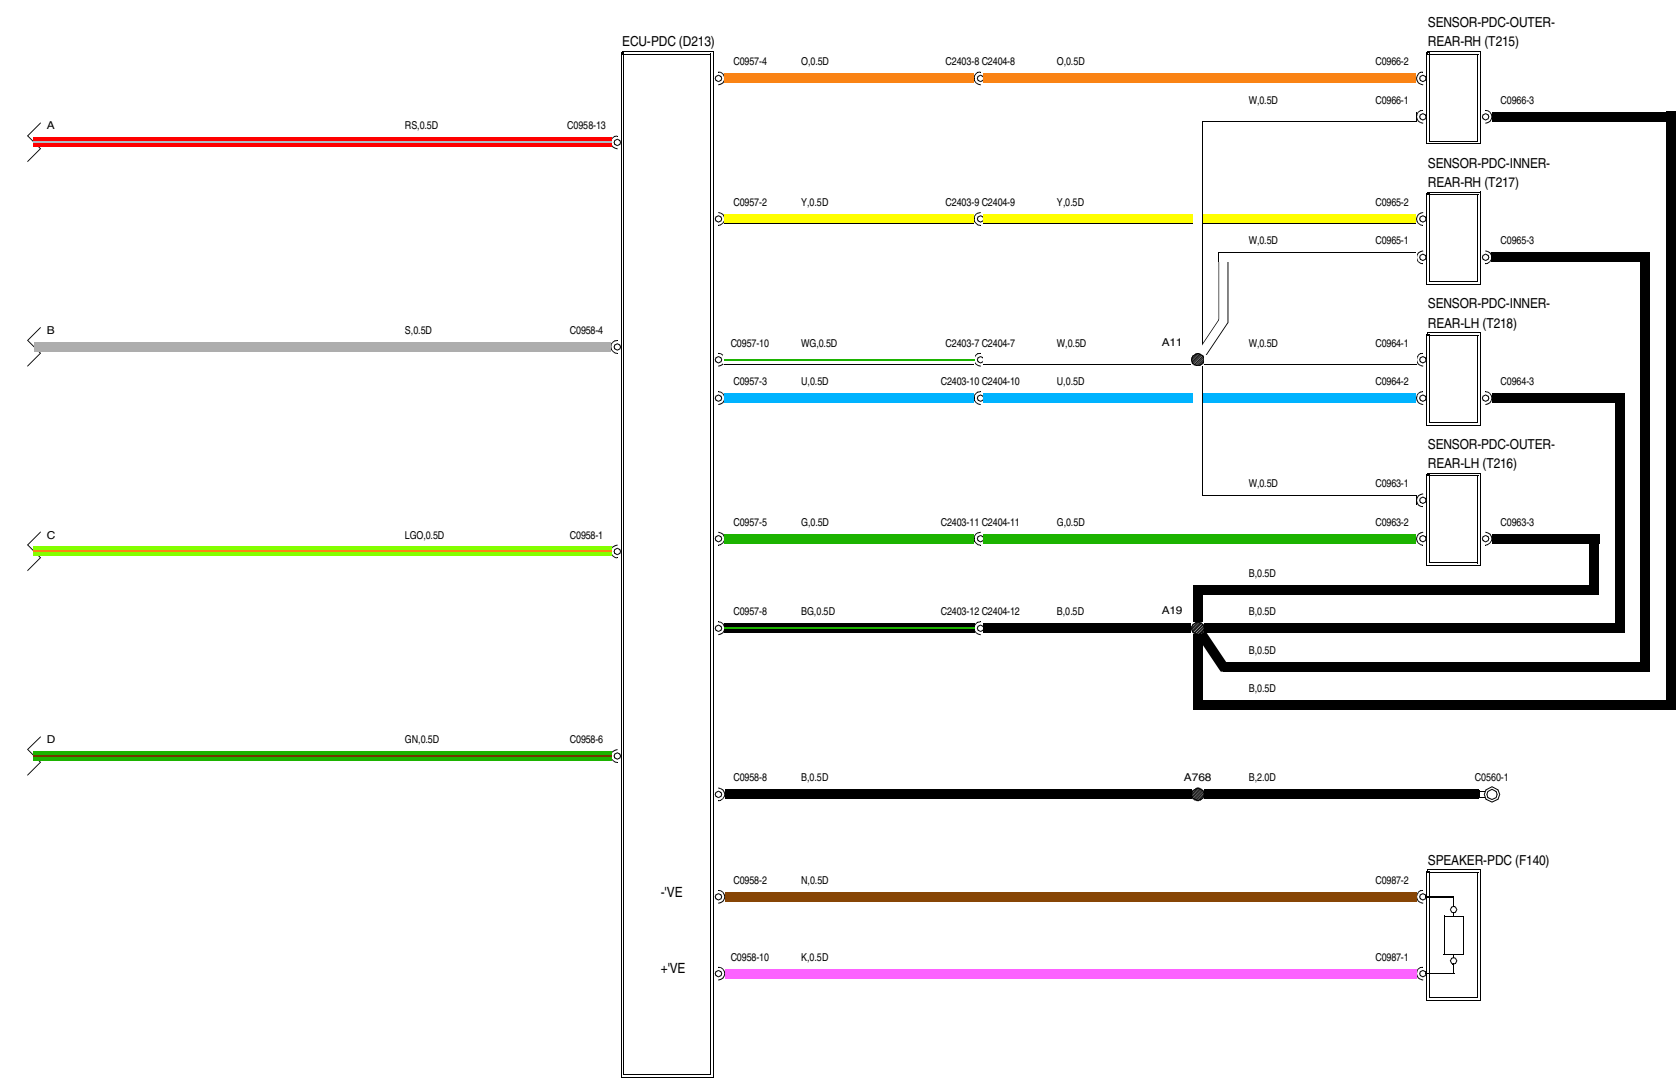 SENSOR-PDC-OUTER-
REAR-RH (T215)
ECU-PDC (D213)
C0957-4 O,0.5D C2403-8 C2404-8 O,0.5D C0966-2
W,0.5D C0966-1 C0966-3
A RS,0.5D C0958-13
SENSOR-PDC-INNER-
REAR-RH (T217)
C0957-2 Y,0.5D C2403-9 C2404-9 Y,0.5D C0965-2
W,0.5D C0965-1 C0965-3
SENSOR-PDC-INNER-
REAR-LH (T218)
B S,0.5D C0958-4
C0957-10 WG,0.5D C2403-7 C2404-7 W,0.5D A11 W,0.5D C0964-1
C0957-3 U,0.5D C2403-10 C2404-10 U,0.5D C0964-2 C0964-3
SENSOR-PDC-OUTER-
REAR-LH (T216)
W,0.5D C0963-1
C0957-5 G,0.5D C2403-11 C2404-11 G,0.5D C0963-2 C0963-3
C LGO,0.5D C0958-1
B,0.5D
C0957-8 BG,0.5D C2403-12 C2404-12 B,0.5D A19 B,0.5D
B,0.5D
B,0.5D
D GN,0.5D C0958-6
C0958-8 B,0.5D A768 B,2.0D C0560-1
SPEAKER-PDC (F140)
-'VE C0958-2 N,0.5D C0987-2
+'VE C0958-10 K,0.5D C0987-1